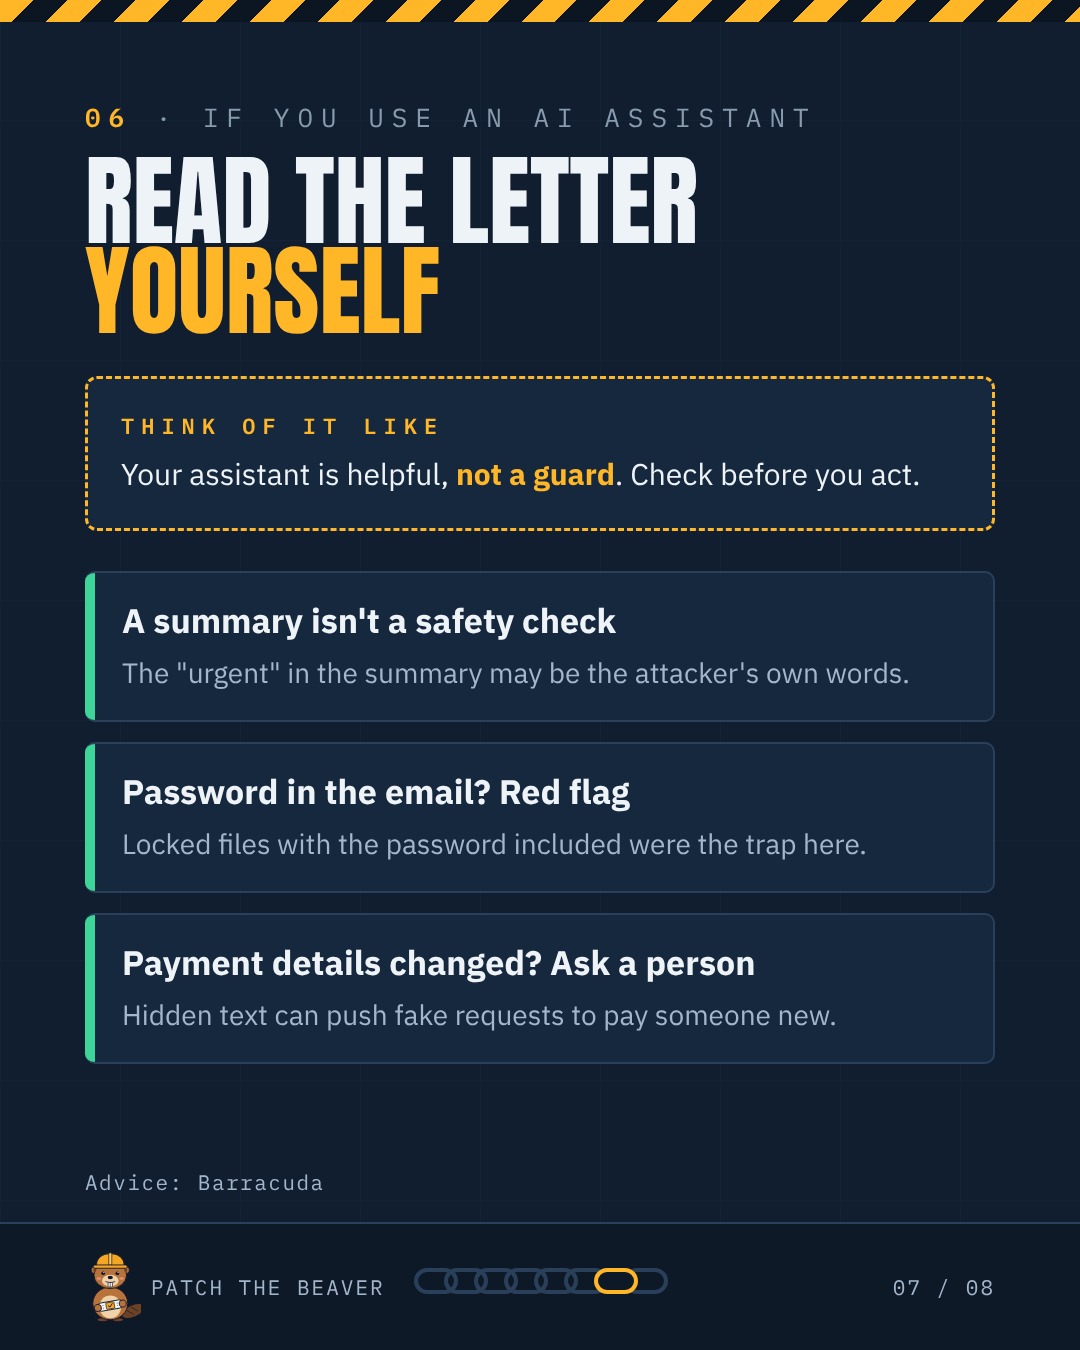 06 · IF YOU USE AN AI ASSISTANT
READ THE LETTER
YOURSELF
THINK OF IT LIKE
Your assistant is helpful, not a guard. Check before you act.
A summary isn't a safety check
The "urgent" in the summary may be the attacker's own words.
Password in the email? Red flag
Locked files with the password included were the trap here.
Payment details changed? Ask a person
Hidden text can push fake requests to pay someone new.
Advice: Barracuda
PATCH THE BEAVER
07 / 08